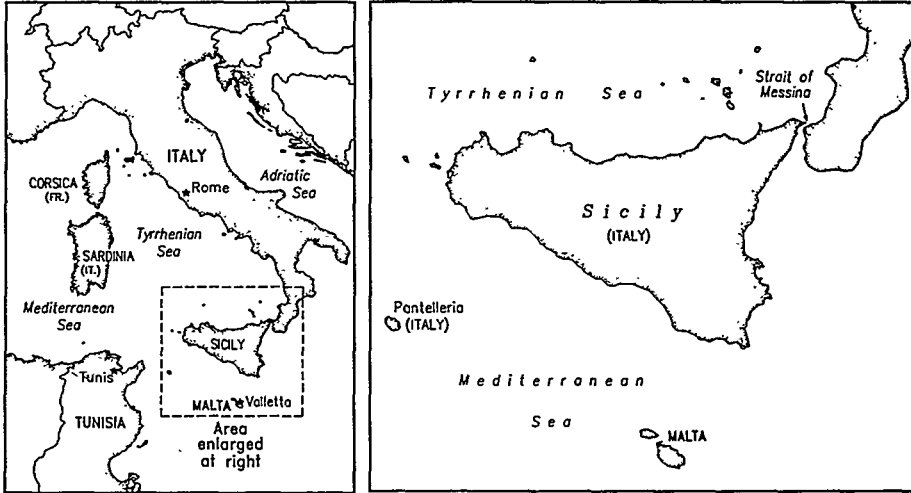 ITALY
Rome
Adriatic
Sea
CORSICA
(FR.)
Tyrrhenian
Sea
SARDINIA
(IT.)
Mediterranean
Sea
SICILY
Tunis
TUNISIA
MALTA
Valletta
Area
enlarged
at right
Tyrrhenian Sea
Strait of
Messina
Sicily
(ITALY)
Pantelleria
(ITALY)
Mediterranean
Sea
MALTA